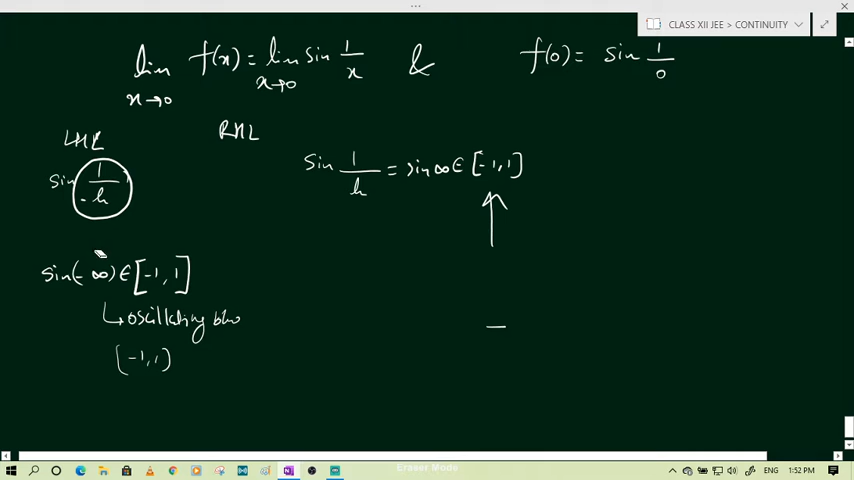 CLASS XII JEE > CONTINUITY
lim x→0 f(x) = lim x→0 sin 1/x & f(0) = sin 1/0
LHL RHL
sin 1/-h
sin 1/h = sin ∞ ∈ [-1, 1]
sin(-∞) ∈ [-1, 1]
↳ oscillating b/w
[-1, 1)
Eraser Mode
ENG 1:52 PM